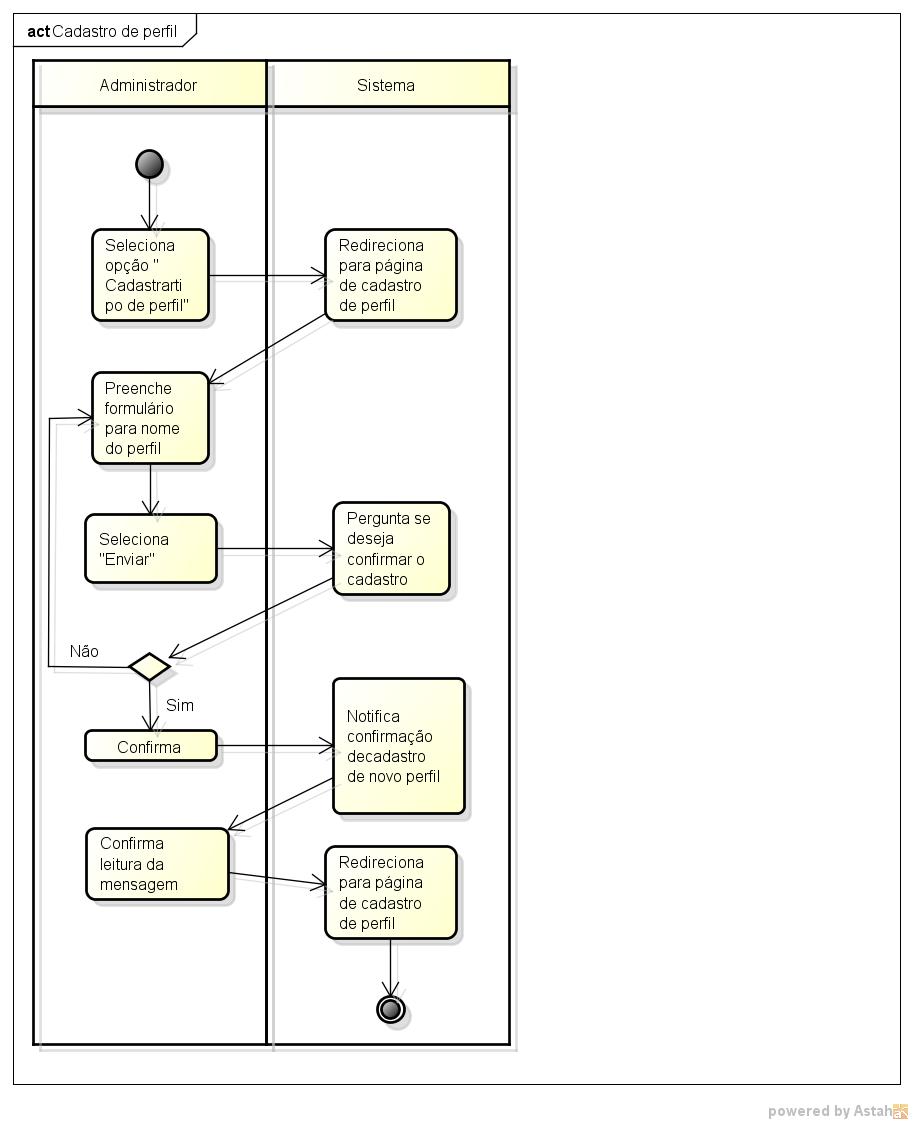 act Cadastro de perfil
Administrador
Sistema
Seleciona
opção "
Cadastrarti
po de perfil"
Redireciona
para página
de cadastro
de perfil
Preenche
formulário
para nome
do perfil
Seleciona
"Enviar"
Pergunta se
deseja
confirmar o
cadastro
Não
Sim
Confirma
Notifica
confirmação
decadastro
de novo perfil
Confirma
leitura da
mensagem
Redireciona
para página
de cadastro
de perfil
powered by Astah